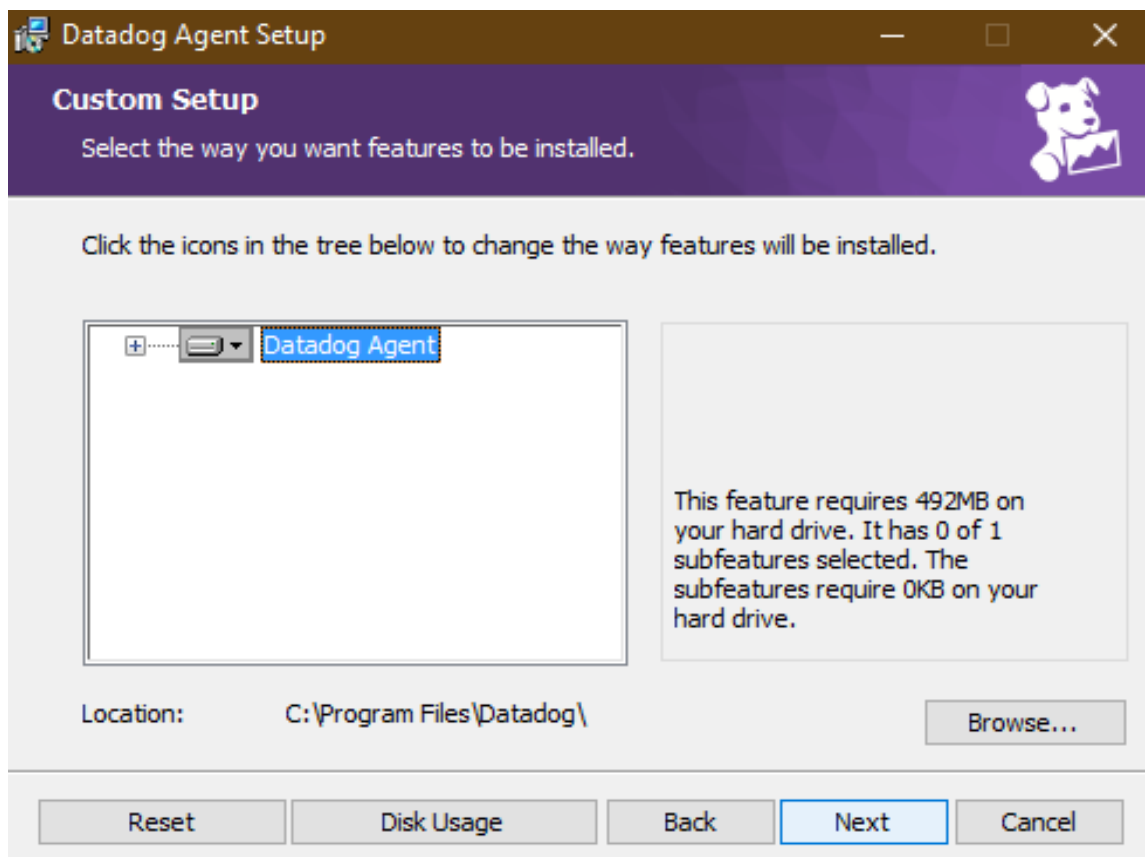 Datadog Agent Setup
Custom Setup
Select the way you want features to be installed.
Click the icons in the tree below to change the way features will be installed.
Datadog Agent
This feature requires 492MB on
your hard drive. It has 0 of 1
subfeatures selected. The
subfeatures require 0KB on your
hard drive.
Location: C:\Program Files\Datadog\
Browse...
Reset Disk Usage Back Next Cancel